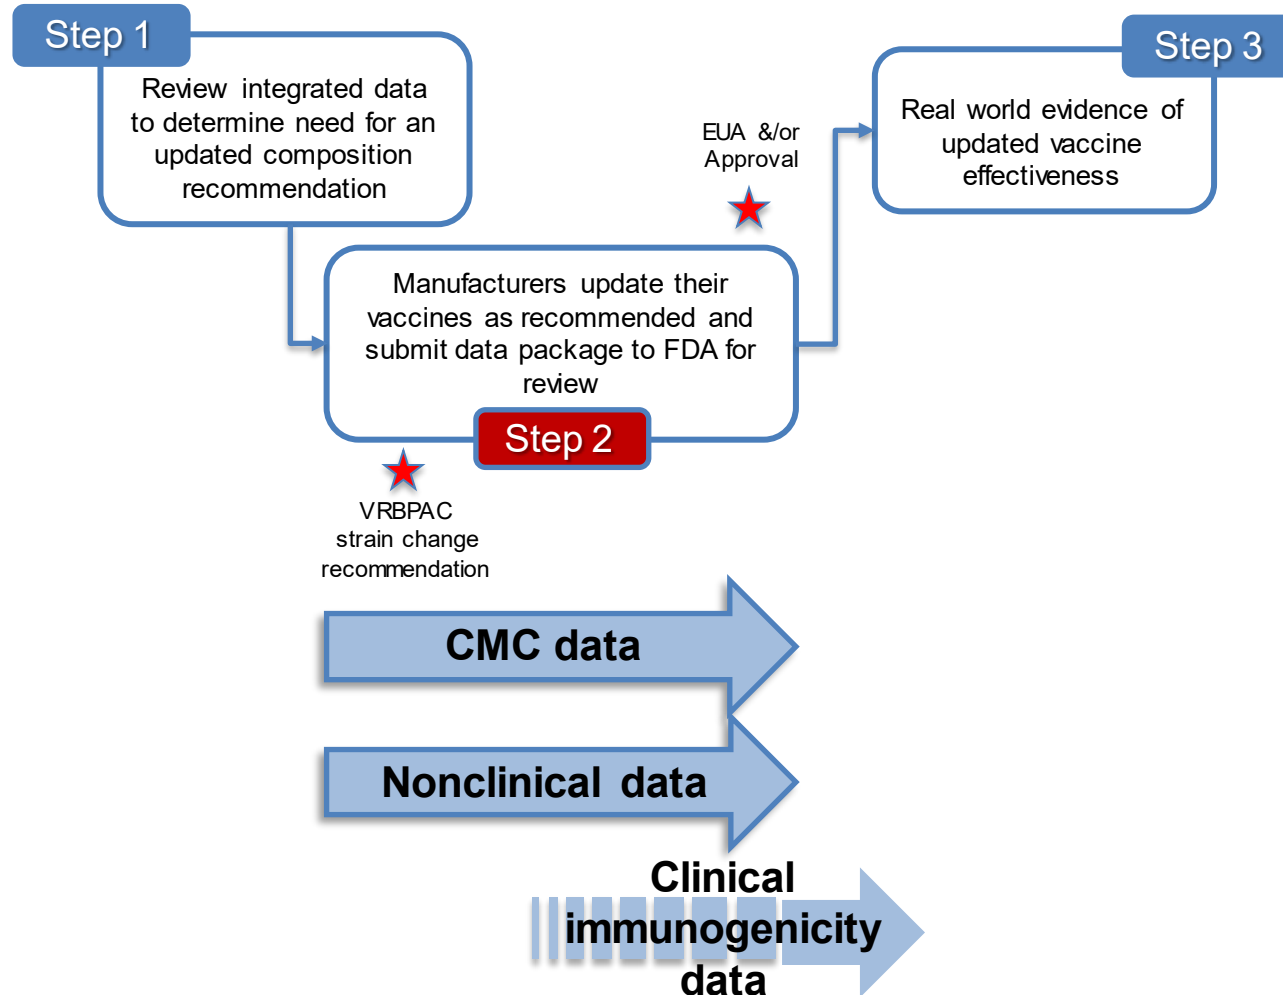 Step 1
Review integrated data
to determine need for an
updated composition
recommendation
EUA &/or
Approval
Step 3
Real world evidence of
updated vaccine
effectiveness
Manufacturers update their
vaccines as recommended and
submit data package to FDA for
review
Step 2
VRBPAC
strain change
recommendation
CMC data
Nonclinical data
Clinical
immunogenicity
data